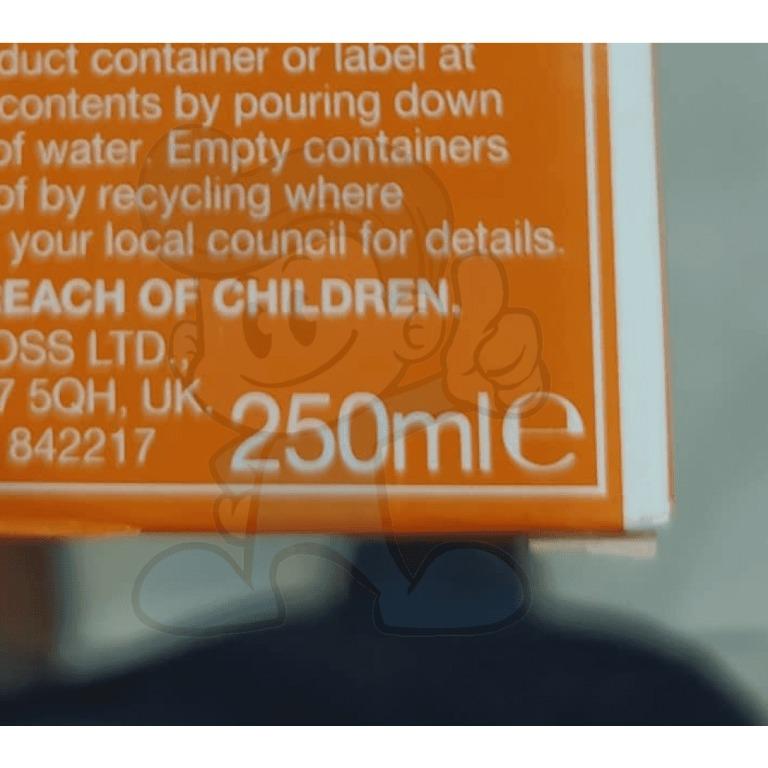 duct container or label at
contents by pouring down
of water. Empty containers
of by recycling where
your local council for details.
EACH OF CHILDREN.
OSS LTD.,
7 5QH, UK.
842217
250ml e